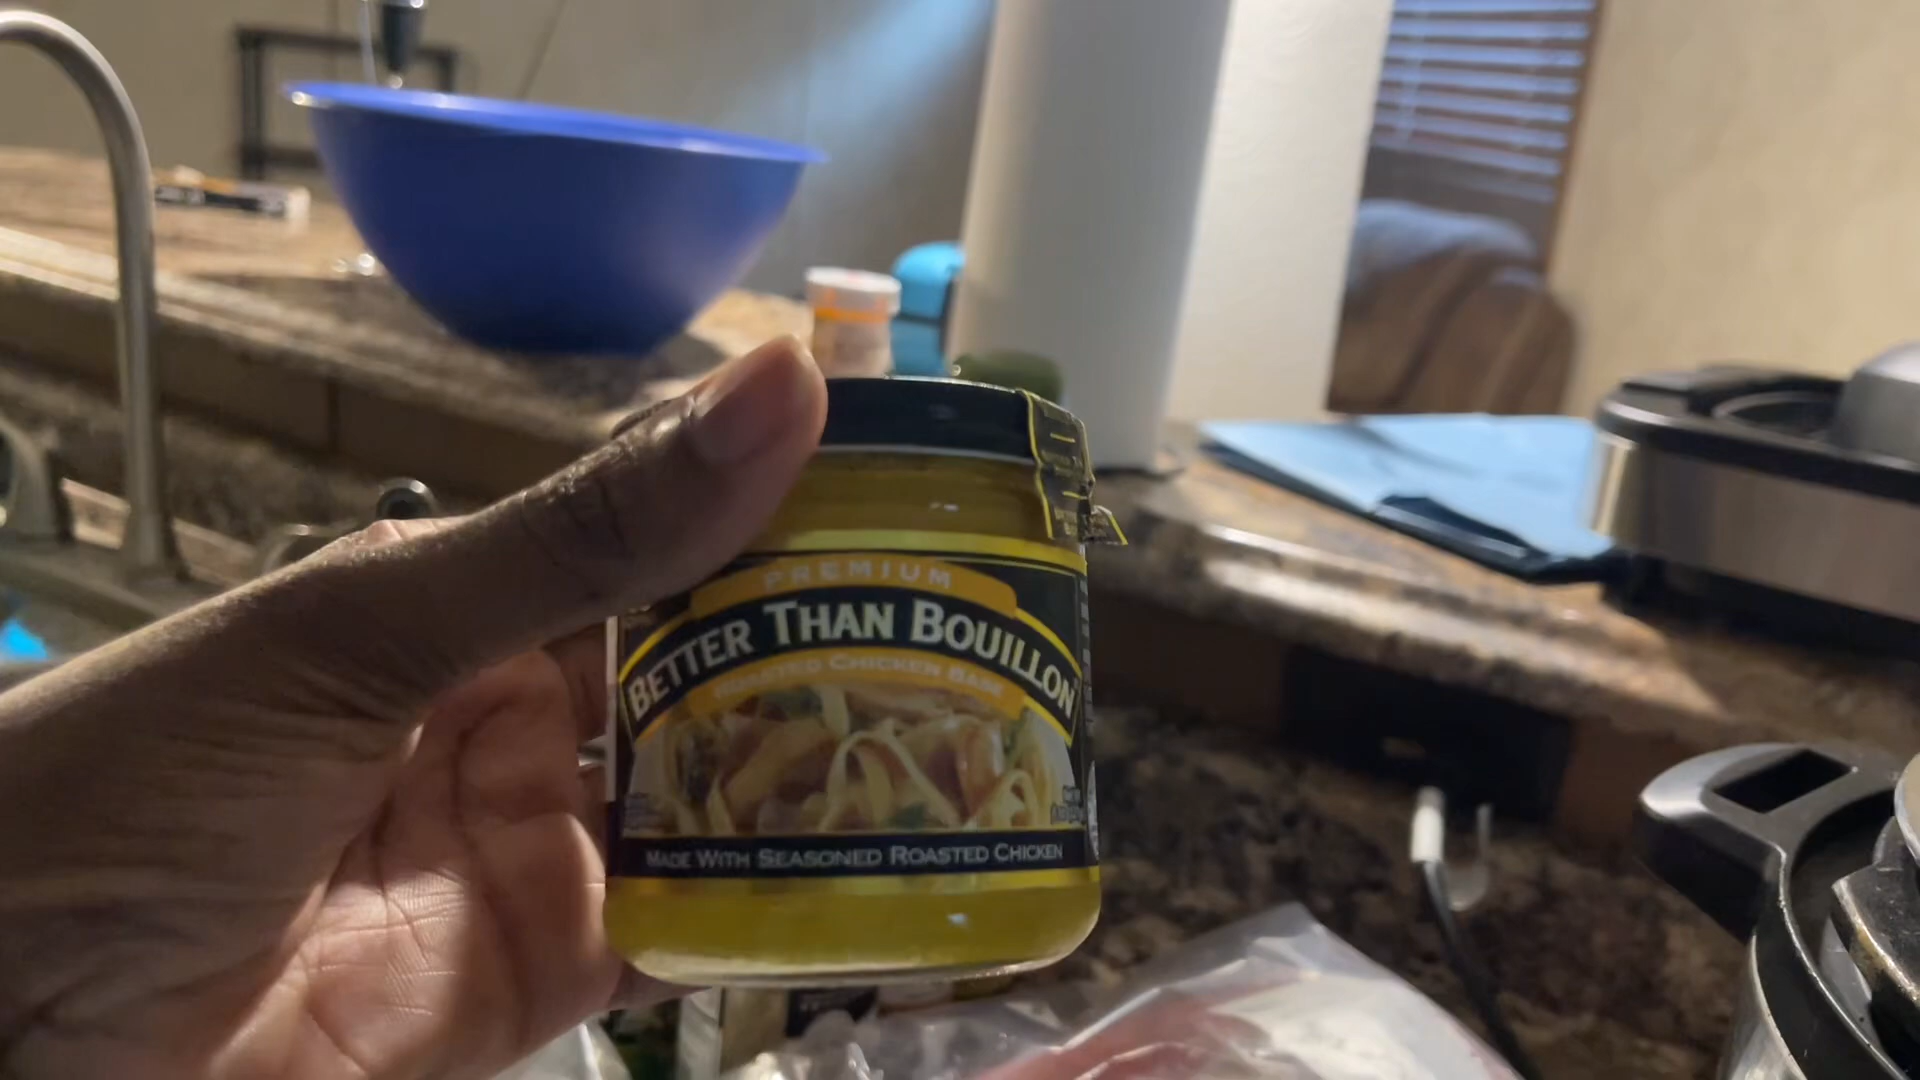 PREMIUM
BETTER THAN BOUILLON
ROASTED CHICKEN BASE
MADE WITH SEASONED ROASTED CHICKEN